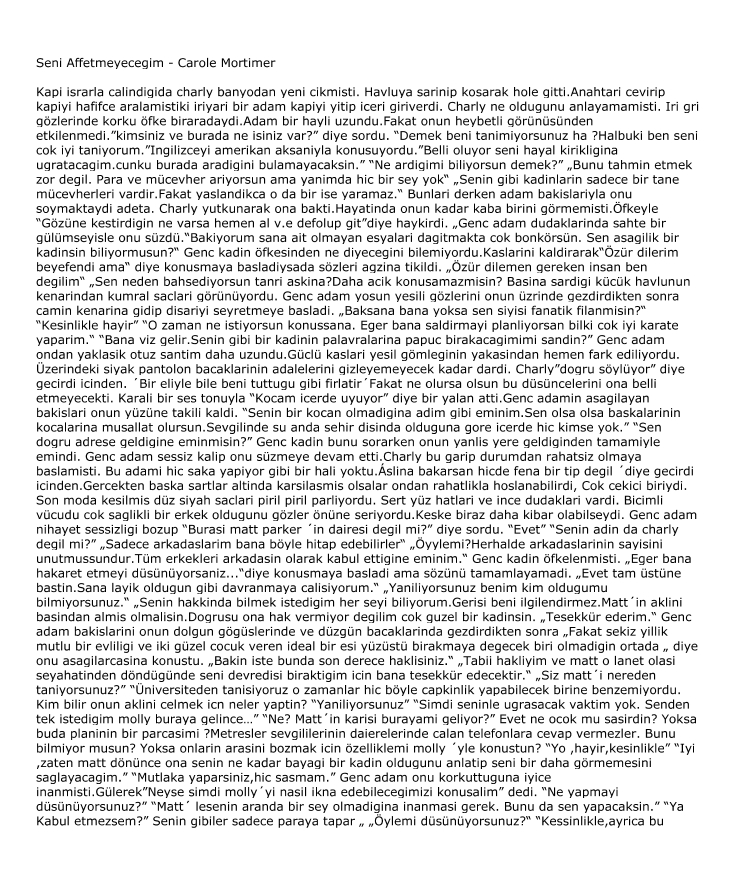 Seni Affetmeyecegim - Carole Mortimer
Kapi israrla calindigida charly banyodan yeni cikmisti. Havluya sarinip kosarak hole gitti.Anahtari cevirip
kapiyi hafifce aralamistiki iriyari bir adam kapiyi yitip iceri giriverdi. Charly ne oldugunu anlayamamisti. Iri gri
gözlerinde korku öfke biraradaydi.Adam bir hayli uzundu.Fakat onun heybetli görünüsünden
etkilenmedi.”kimsiniz ve burada ne isiniz var?” diye sordu. “Demek beni tanimiyorsunuz ha ?Halbuki ben seni
cok iyi taniyorum.”Ingilizceyi amerikan aksaniyla konusuyordu.”Belli oluyor seni hayal kirikligina
ugratacagim.cunku burada aradigini bulamayacaksin.” “Ne ardigimi biliyorsun demek?” „Bunu tahmin etmek
zor degil. Para ve mücevher ariyorsun ama yanimda hic bir sey yok“ „Senin gibi kadinlarin sadece bir tane
mücevherleri vardir.Fakat yaslandikca o da bir ise yaramaz.“ Bunlari derken adam bakislariyla onu
soymaktaydi adeta. Charly yutkunarak ona bakti.Hayatinda onun kadar kaba birini görmemisti.Öfkeyle
“Gözüne kestirdigin ne varsa hemen al v.e defolup git”diye haykirdi. „Genc adam dudaklarinda sahte bir
gülümseyisle onu süzdü.“Bakiyorum sana ait olmayan esyalari dagitmakta cok bonkörsün. Sen asagilik bir
kadinsin biliyormusun?“ Genc kadin öfkesinden ne diyecegini bilemiyordu.Kaslarini kaldirarak“Özür dilerim
beyefendi ama“ diye konusmaya basladiysada sözleri agzina tikildi. „Özür dilemen gereken insan ben
degilim“ „Sen neden bahsediyorsun tanri askina?Daha acik konusamazmisin? Basina sardigi kücük havlunun
kenarindan kumral saclari görünüyordu. Genc adam yosun yesili gözlerini onun üzrinde gezdirdikten sonra
camin kenarina gidip disariyi seyretmeye basladi. „Baksana bana yoksa sen siyisi fanatik filanmisin?“
“Kesinlikle hayir” “O zaman ne istiyorsun konussana. Eger bana saldirmayi planliyorsan bilki cok iyi karate
yaparim.“ “Bana viz gelir.Senin gibi bir kadinin palavralarina papuc birakacagimimi sandin?” Genc adam
ondan yaklasik otuz santim daha uzundu.Güclü kaslari yesil gömleginin yakasindan hemen fark ediliyordu.
Üzerindeki siyak pantolon bacaklarinin adalelerini gizleyemeyecek kadar dardi. Charly”dogru söylüyor” diye
gecirdi icinden. ´Bir eliyle bile beni tuttugu gibi firlatir´Fakat ne olursa olsun bu düsüncelerini ona belli
etmeyecekti. Karali bir ses tonuyla “Kocam icerde uyuyor” diye bir yalan atti.Genc adamin asagilayan
bakislari onun yüzüne takili kaldi. “Senin bir kocan olmadigina adim gibi eminim.Sen olsa olsa baskalarinin
kocalarina musallat olursun.Sevgilinde su anda sehir disinda olduguna gore icerde hic kimse yok.” “Sen
dogru adrese geldigine eminmisin?” Genc kadin bunu sorarken onun yanlis yere geldiginden tamamiyle
emindi. Genc adam sessiz kalip onu süzmeye devam etti.Charly bu garip durumdan rahatsiz olmaya
baslamisti. Bu adami hic saka yapiyor gibi bir hali yoktu.Áslina bakarsan hicde fena bir tip degil ´diye gecirdi
icinden.Gercekten baska sartlar altinda karsilasmis olsalar ondan rahatlikla hoslanabilirdi, Cok cekici biriydi.
Son moda kesilmis düz siyah saclari piril piril parliyordu. Sert yüz hatlari ve ince dudaklari vardi. Bicimli
vücudu cok saglikli bir erkek oldugunu gözler önüne seriyordu.Keske biraz daha kibar olabilseydi. Genc adam
nihayet sessizligi bozup “Burasi matt parker ´in dairesi degil mi?” diye sordu. “Evet” “Senin adin da charly
degil mi?” „Sadece arkadaslarim bana böyle hitap edebilirler“ „Öyylemi?Herhalde arkadaslarinin sayisini
unutmussundur.Tüm erkekleri arkadasin olarak kabul ettigine eminim.“ Genc kadin öfkelenmisti. „Eger bana
hakaret etmeyi düsünüyorsaniz...“diye konusmaya basladi ama sözünü tamamlayamadi. „Evet tam üstüne
bastin.Sana layik oldugun gibi davranmaya calisiyorum.“ „Yaniliyorsunuz benim kim oldugumu
bilmiyorsunuz.“ „Senin hakkinda bilmek istedigim her seyi biliyorum.Gerisi beni ilgilendirmez.Matt´in aklini
basindan almis olmalisin.Dogrusu ona hak vermiyor degilim cok guzel bir kadinsin. „Tesekkür ederim.“ Genc
adam bakislarini onun dolgun gögüslerinde ve düzgün bacaklarinda gezdirdikten sonra „Fakat sekiz yillik
mutlu bir evliligi ve iki güzel cocuk veren ideal bir esi yüzüstü birakmaya degecek biri olmadigin ortada „ diye
onu asagilarcasina konustu. „Bakin iste bunda son derece haklisiniz.“ „Tabii hakliyim ve matt o lanet olasi
seyahatinden döndügünde seni devredisi biraktigim icin bana tesekkür edecektir.“ „Siz matt´i nereden
taniyorsunuz?” “Üniversiteden tanisiyoruz o zamanlar hic böyle capkinlik yapabilecek birine benzemiyordu.
Kim bilir onun aklini celmek icn neler yaptin? “Yaniliyorsunuz” “Simdi seninle ugrasacak vaktim yok. Senden
tek istedigim molly buraya gelince…” “Ne? Matt´in karisi burayami geliyor?” Evet ne ocok mu sasirdin? Yoksa
buda planinin bir parcasimi ?Metresler sevgililerinin daierelerinde calan telefonlara cevap vermezler. Bunu
bilmiyor musun? Yoksa onlarin arasini bozmak icin özelliklemi molly ´yle konustun? “Yo ,hayir,kesinlikle” “Iyi
,zaten matt dönünce ona senin ne kadar bayagi bir kadin oldugunu anlatip seni bir daha görmemesini
saglayacagim.” “Mutlaka yaparsiniz,hic sasmam.” Genc adam onu korkuttuguna iyice
inanmisti.Gülerek”Neyse simdi molly´yi nasil ikna edebilecegimizi konusalim” dedi. “Ne yapmayi
düsünüyorsunuz?” “Matt´ lesenin aranda bir sey olmadigina inanmasi gerek. Bunu da sen yapacaksin.” “Ya
Kabul etmezsem?” Senin gibiler sadece paraya tapar „ „Öylemi düsünüyorsunuz?“ “Kessinlikle,ayrica bu